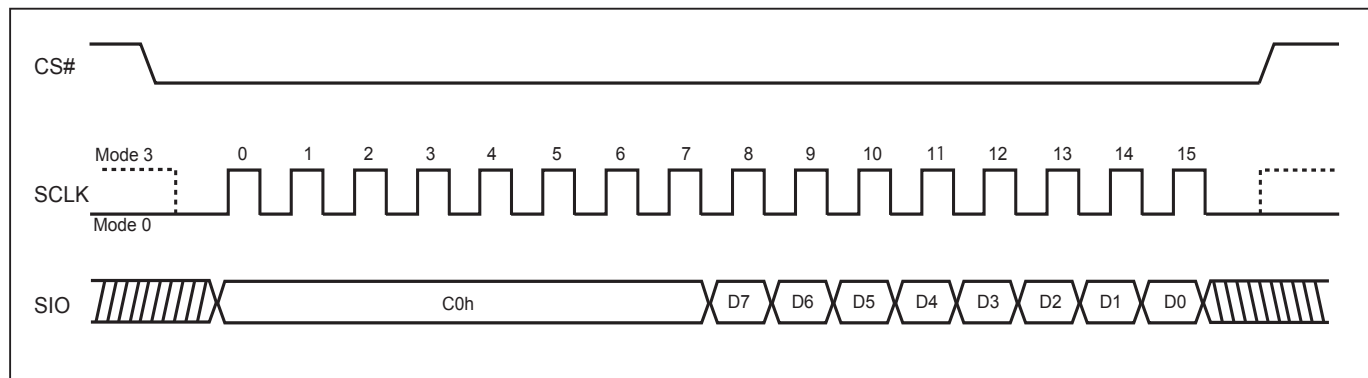 CS#
Mode 3 0 1 2 3 4 5 6 7 8 9 10 11 12 13 14 15
SCLK
Mode 0
SIO C0h D7 D6 D5 D4 D3 D2 D1 D0